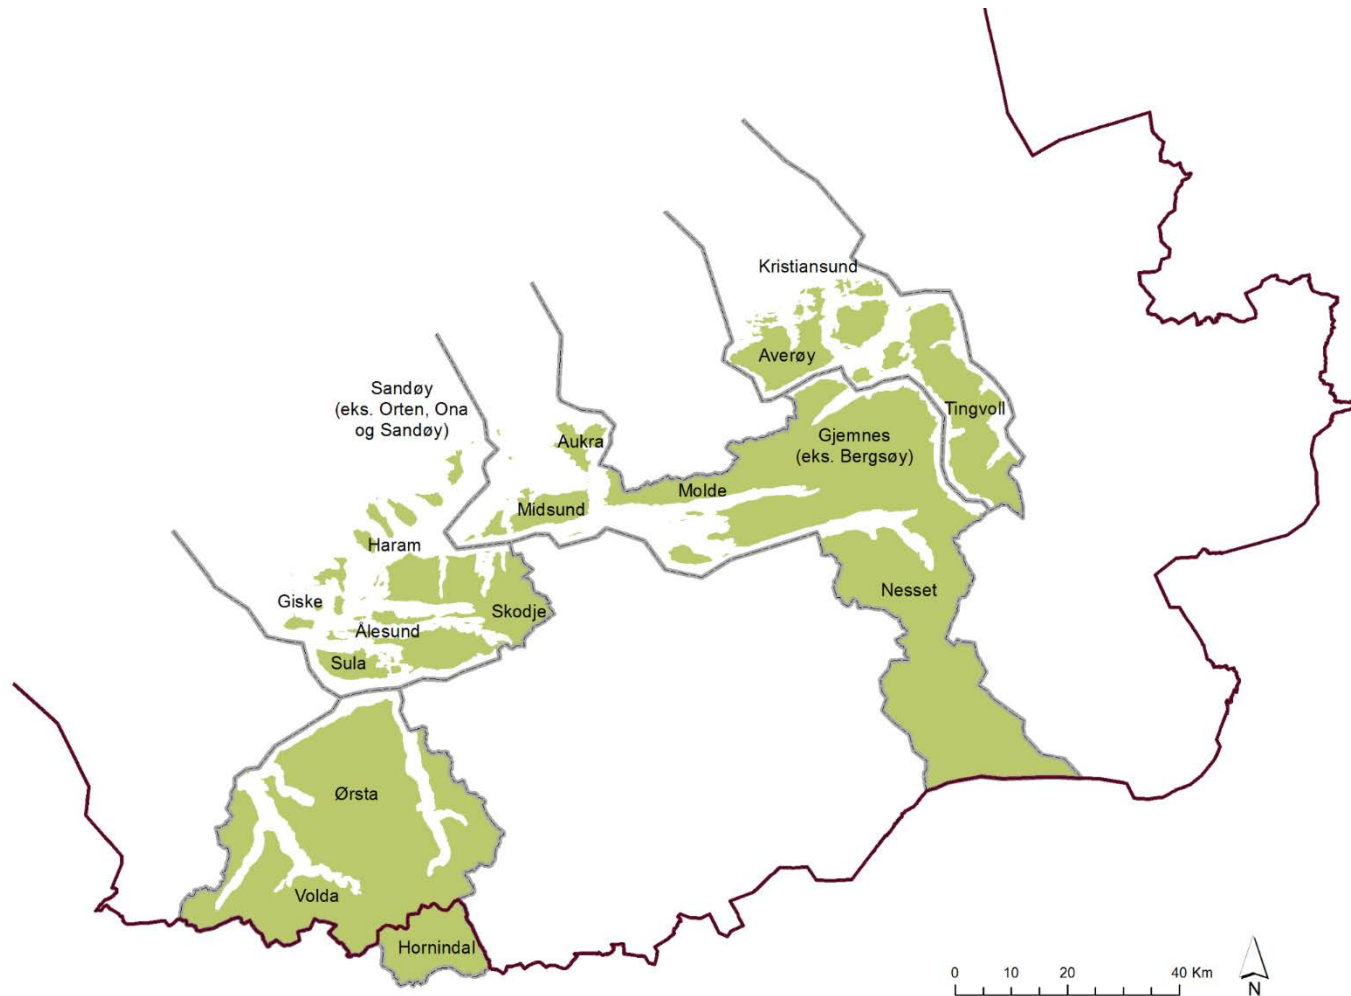 Kristiansund
Averøy
Sandøy
(eks. Orten, Ona
og Sandøy)
Tingvoll
Aukra
Gjemnes
(eks. Bergsøy)
Molde
Midsund
Haram
Nesset
Giske
Skodje
Ålesund
Sula
Ørsta
Volda
Hornindal
0 10 20 40 Km
N